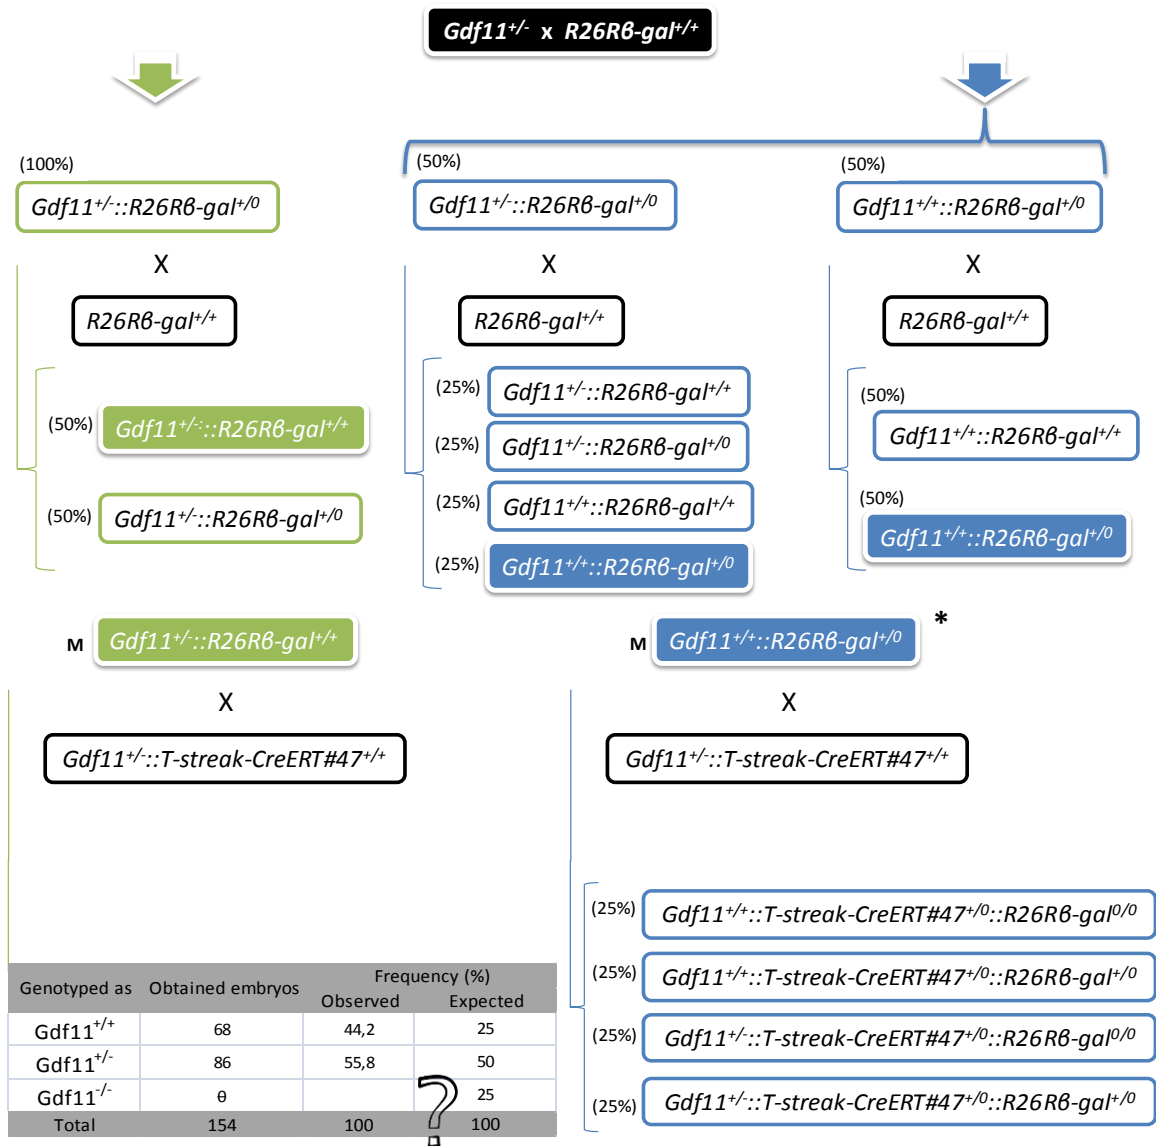 Gdf11+/- x R26Rβ-gal+/+
(100%)
Gdf11+/-::R26Rβ-gal+/0
X
R26Rβ-gal+/+
(50%) Gdf11+/-:::R26Rβ-gal+/+
(50%) Gdf11+/-::R26Rβ-gal+/0
(50%)
Gdf11+/-::R26Rβ-gal+/0
X
R26Rβ-gal+/+
(25%) Gdf11+/-::R26Rβ-gal+/+
(25%) Gdf11+/-::R26Rβ-gal+/0
(25%) Gdf11+/+::R26Rβ-gal+/+
(25%) Gdf11+/+::R26Rβ-gal+/0
(50%)
Gdf11+/+::R26Rβ-gal+/0
X
R26Rβ-gal+/+
(50%)
Gdf11+/+::R26Rβ-gal+/+
(50%)
Gdf11+/+::R26Rβ-gal+/0
M Gdf11+/-::R26Rβ-gal+/+
X
Gdf11+/-::T-streak-CreERT#47+/+
M Gdf11+/+::R26Rβ-gal+/0 *
X
Gdf11+/-::T-streak-CreERT#47+/+
(25%) Gdf11+/+::T-streak-CreERT#47+/0::R26Rβ-gal0/0
(25%) Gdf11+/+::T-streak-CreERT#47+/0::R26Rβ-gal+/0
(25%) Gdf11+/-::T-streak-CreERT#47+/0::R26Rβ-gal0/0
(25%) Gdf11+/-::T-streak-CreERT#47+/0::R26Rβ-gal+/0
Genotyped as Obtained embryos Frequency (%)
Observed Expected
Gdf11+/+ 68 44,2 25
Gdf11+/- 86 55,8 50
Gdf11-/- 0 25
Total 154 100 100
?